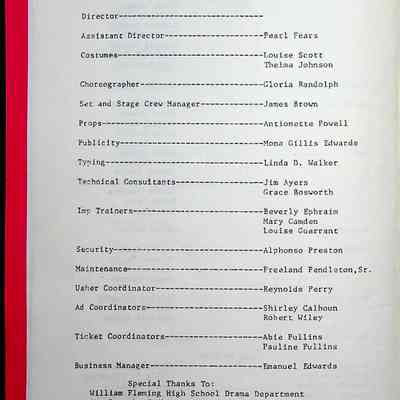 Director------------------------------
Assistant Director--------------------Pearl Fears
Costumes------------------------------Louise Scott
Thelma Johnson
Choreographer-------------------------Gloria Randolph
Set and Stage Crew Manager------------James Brown
Props---------------------------------Antionette Powell
Publicity-----------------------------Mona Gillis Edwards
Typing--------------------------------Linda D. Walker
Technical Consultants-----------------Jim Ayers
Grace Bosworth
Imp Trainers--------------------------Beverly Ephraim
Mary Camden
Louise Guarrant
Security------------------------------Alphonso Preston
Maintenance---------------------------Freeland Pendleton,Sr.
Usher Coordinator---------------------Reynolds Perry
Ad Coordinators-----------------------Shirley Calhoun
Robert Wiley
Ticket Coordinators-------------------Abie Pullins
Pauline Pullins
Business Manager----------------------Emanuel Edwards
Special Thanks To:
William Fleming High School Drama Department